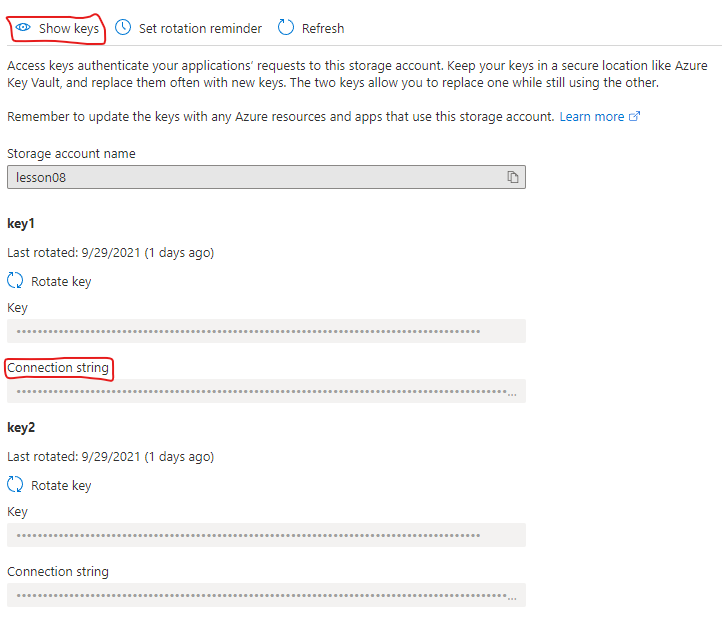 Show keys Set rotation reminder Refresh
Access keys authenticate your applications' requests to this storage account. Keep your keys in a secure location like Azure
Key Vault, and replace them often with new keys. The two keys allow you to replace one while still using the other.
Remember to update the keys with any Azure resources and apps that use this storage account. Learn more
Storage account name
lesson08
key1
Last rotated: 9/29/2021 (1 days ago)
Rotate key
Key
Connection string
key2
Last rotated: 9/29/2021 (1 days ago)
Rotate key
Key
Connection string